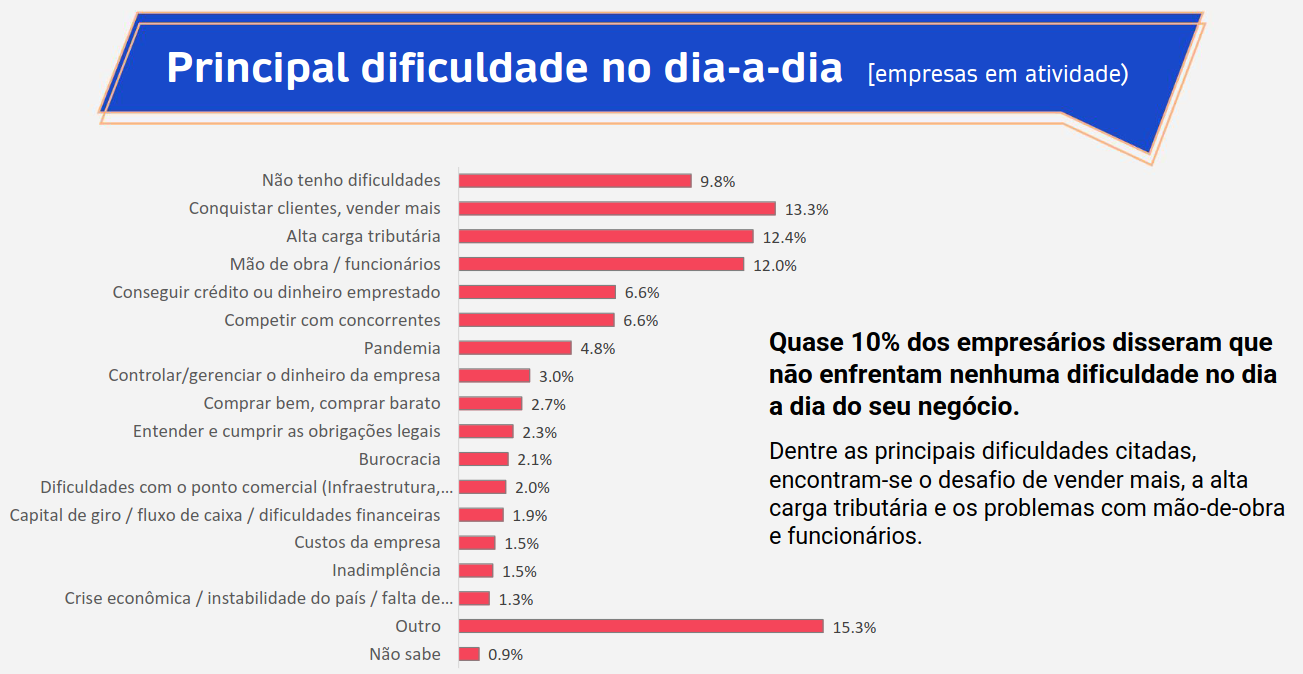 Principal dificuldade no dia-a-dia [empresas em atividade)
Não tenho dificuldades 9.8%
Conquistar clientes, vender mais 13.3%
Alta carga tributária 12.4%
Mão de obra / funcionários 12.0%
Conseguir crédito ou dinheiro emprestado 6.6%
Competir com concorrentes 6.6%
Pandemia 4.8%
Controlar/gerenciar o dinheiro da empresa 3.0%
Comprar bem, comprar barato 2.7%
Entender e cumprir as obrigações legais 2.3%
Burocracia 2.1%
Dificuldades com o ponto comercial (Infraestrutura,... 2.0%
Capital de giro / fluxo de caixa / dificuldades financeiras 1.9%
Custos da empresa 1.5%
Inadimplência 1.5%
Crise econômica / instabilidade do país / falta de... 1.3%
Outro 15.3%
Não sabe 0.9%
Quase 10% dos empresários disseram que
não enfrentam nenhuma dificuldade no dia
a dia do seu negócio.
Dentre as principais dificuldades citadas,
encontram-se o desafio de vender mais, a alta
carga tributária e os problemas com mão-de-obra
e funcionários.